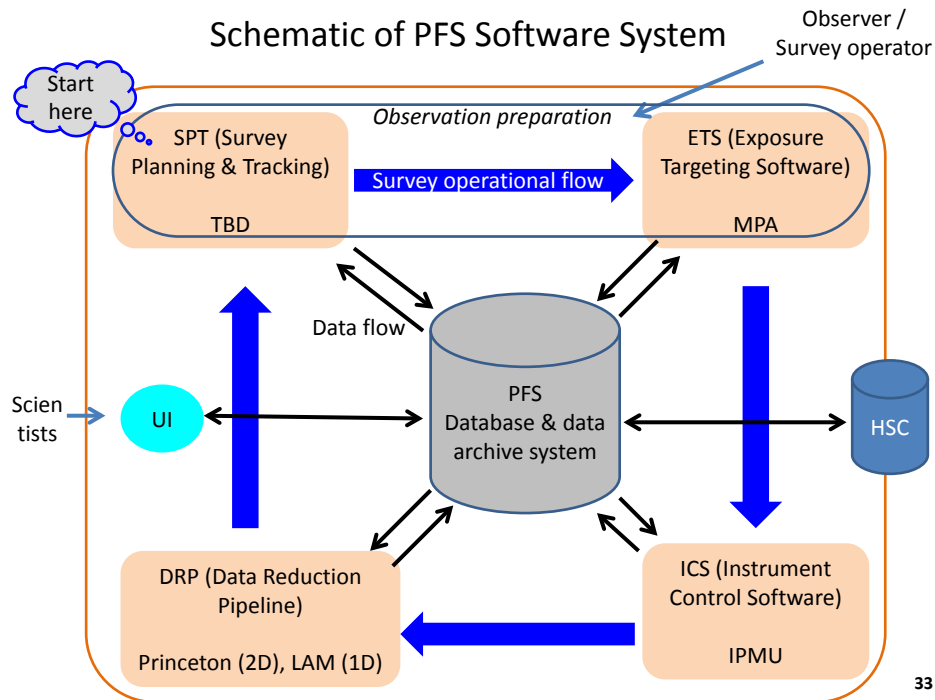 Schematic of PFS Software System
Observer /
Survey operator
Start
here
Observation preparation
SPT (Survey
Planning & Tracking)
TBD
Survey operational flow
ETS (Exposure
Targeting Software)
MPA
Data flow
PFS
Database & data
archive system
Scien
tists
UI
HSC
DRP (Data Reduction
Pipeline)
Princeton (2D), LAM (1D)
ICS (Instrument
Control Software)
IPMU
33